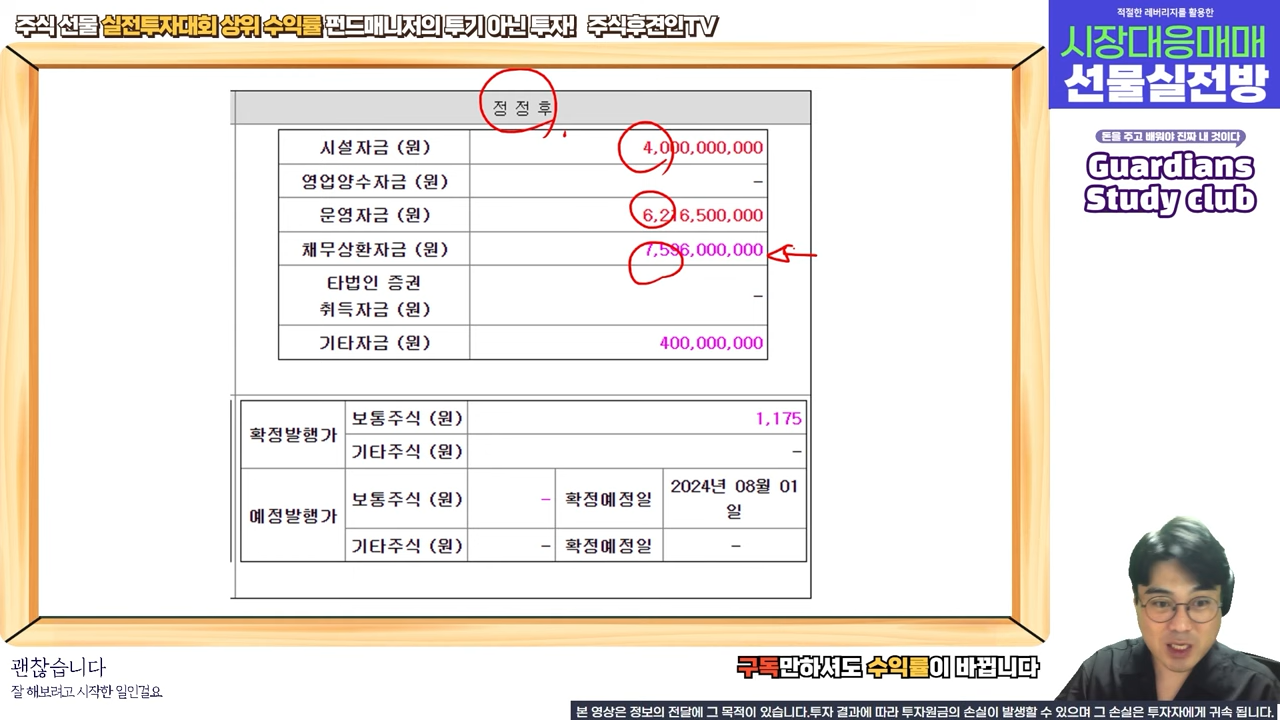 주식 선물 실전투자대회 상위 수익률 펀드매니저의 투기 아닌 투자! 주식후견인TV
적절한 레버리지를 활용한
시장대응매매
선물실전방
돈을 주고 배워야 진짜 내 것이다
Guardians
Study club
정 정 후
시설자금 (원) 4,000,000,000
영업양수자금 (원) -
운영자금 (원) 6,216,500,000
채무상환자금 (원) 7,596,000,000
타법인 증권
취득자금 (원) -
기타자금 (원) 400,000,000
확정발행가 보통주식 (원) 1,175
기타주식 (원) -
예정발행가 보통주식 (원) - 확정예정일 2024년 08월 01
일
기타주식 (원) - 확정예정일 -
괜찮습니다
잘 해보려고 시작한 일인걸요
구독만하셔도 수익률이 바뀝니다
본 영상은 정보의 전달에 그 목적이 있습니다.투자 결과에 따라 투자원금의 손실이 발생할 수 있으며 그 손실은 투자자에게 귀속 됩니다.